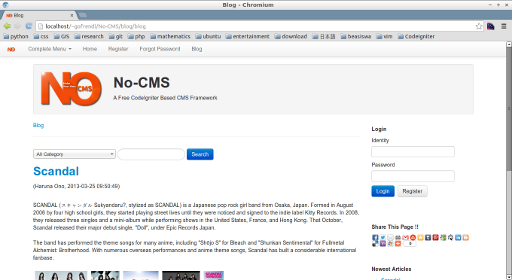 Blog - Chromium
Blog
localhost/~gofrendi/No-CMS/blog/blog
python css GIS research git php mathematics ubuntu entertainment download 日本語 beasiswa vim Codeigniter
NO Complete Menu Home Register Forgot Password Blog
NO CMS
No-CMS
A Free CodeIgniter Based CMS Framework
Blog
All Category Search
Scandal
(Haruna Ono, 2013-03-25 09:50:49)
SCANDAL (スキャンダル Sukyandaru?, stylized as SCANDAL) is a Japanese pop rock girl band from Osaka, Japan. Formed in August
2006 by four high school girls, they started playing street lives until they were noticed and signed to the indie label Kitty Records. In 2008,
they released three singles and a mini-album while performing shows in the United States, France, and Hong Kong. That October,
Scandal released their major debut single, "Doll", under Epic Records Japan.
The band has performed the theme songs for many anime, including "Shōjo S" for Bleach and "Shunkan Sentimental" for Fullmetal
Alchemist: Brotherhood. With numerous overseas performances and anime theme songs, Scandal has built a considerable international
fanbase.
Login
Identity
Password
Login Register
Share This Page !!
Newest Articles
Scandal